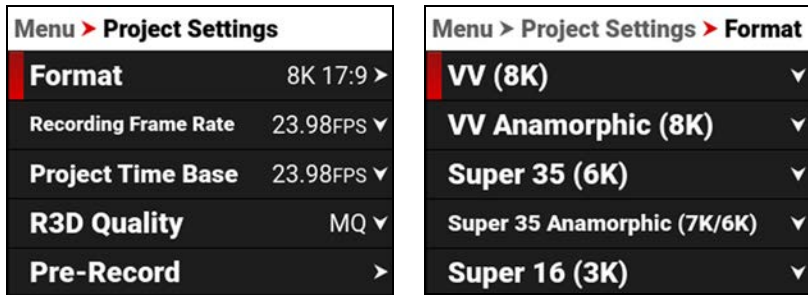 Menu > Project Settings
Format 8K 17:9 >
Recording Frame Rate 23.98FPS
Project Time Base 23.98FPS
R3D Quality MQ
Pre-Record >
Menu > Project Settings > Format
VV (8K)
VV Anamorphic (8K)
Super 35 (6K)
Super 35 Anamorphic (7K/6K)
Super 16 (3K)